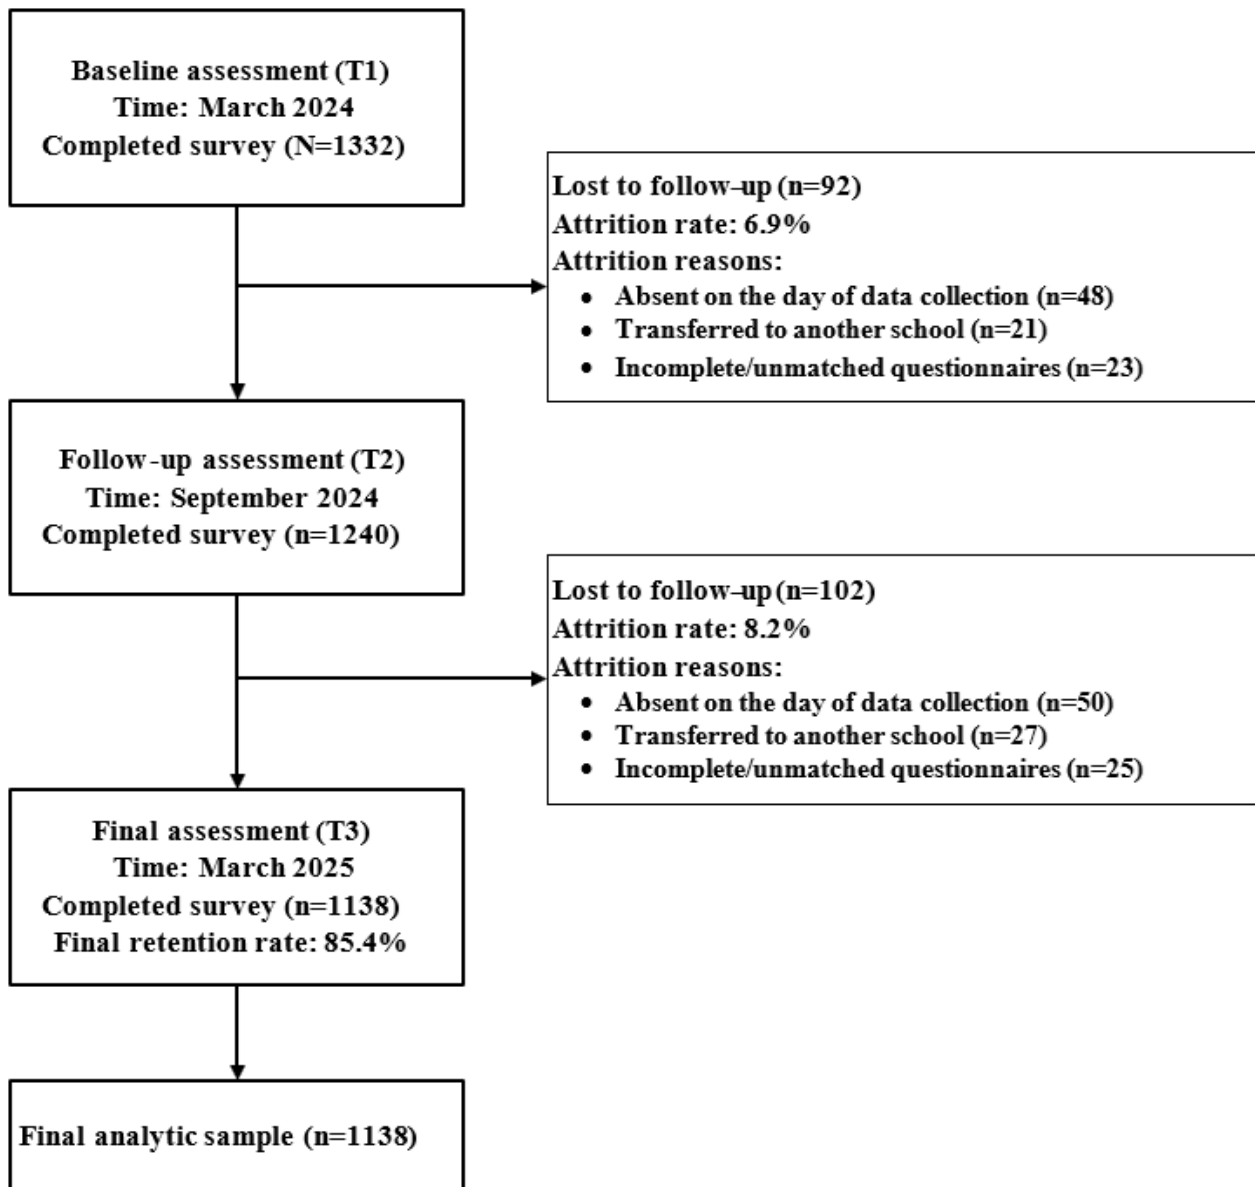 Baseline assessment (T1)
Time: March 2024
Completed survey (N=1332)
Lost to follow-up (n=92)
Attrition rate: 6.9%
Attrition reasons:
• Absent on the day of data collection (n=48)
• Transferred to another school (n=21)
• Incomplete/unmatched questionnaires (n=23)
Follow-up assessment (T2)
Time: September 2024
Completed survey (n=1240)
Lost to follow-up (n=102)
Attrition rate: 8.2%
Attrition reasons:
• Absent on the day of data collection (n=50)
• Transferred to another school (n=27)
• Incomplete/unmatched questionnaires (n=25)
Final assessment (T3)
Time: March 2025
Completed survey (n=1138)
Final retention rate: 85.4%
Final analytic sample (n=1138)